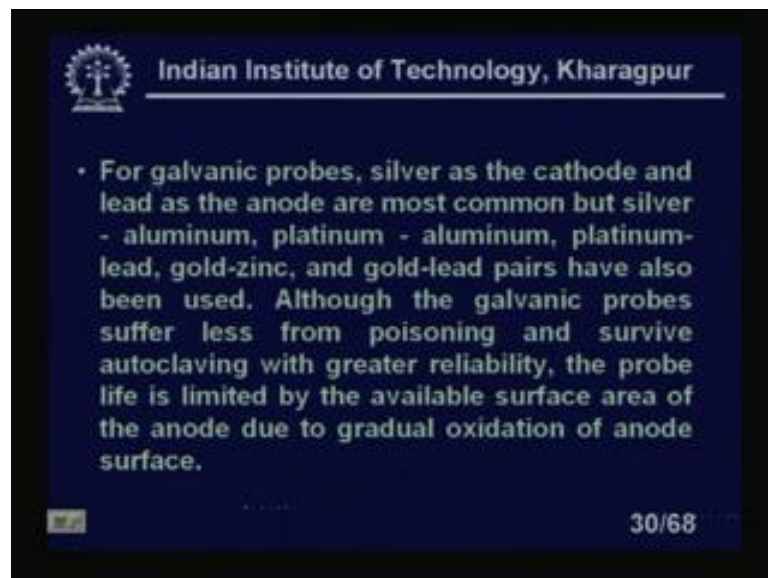 Indian Institute of Technology, Kharagpur
• For galvanic probes, silver as the cathode and
lead as the anode are most common but silver
- aluminum, platinum - aluminum, platinum-
lead, gold-zinc, and gold-lead pairs have also
been used. Although the galvanic probes
suffer less from poisoning and survive
autoclaving with greater reliability, the probe
life is limited by the available surface area of
the anode due to gradual oxidation of anode
surface.
30/68